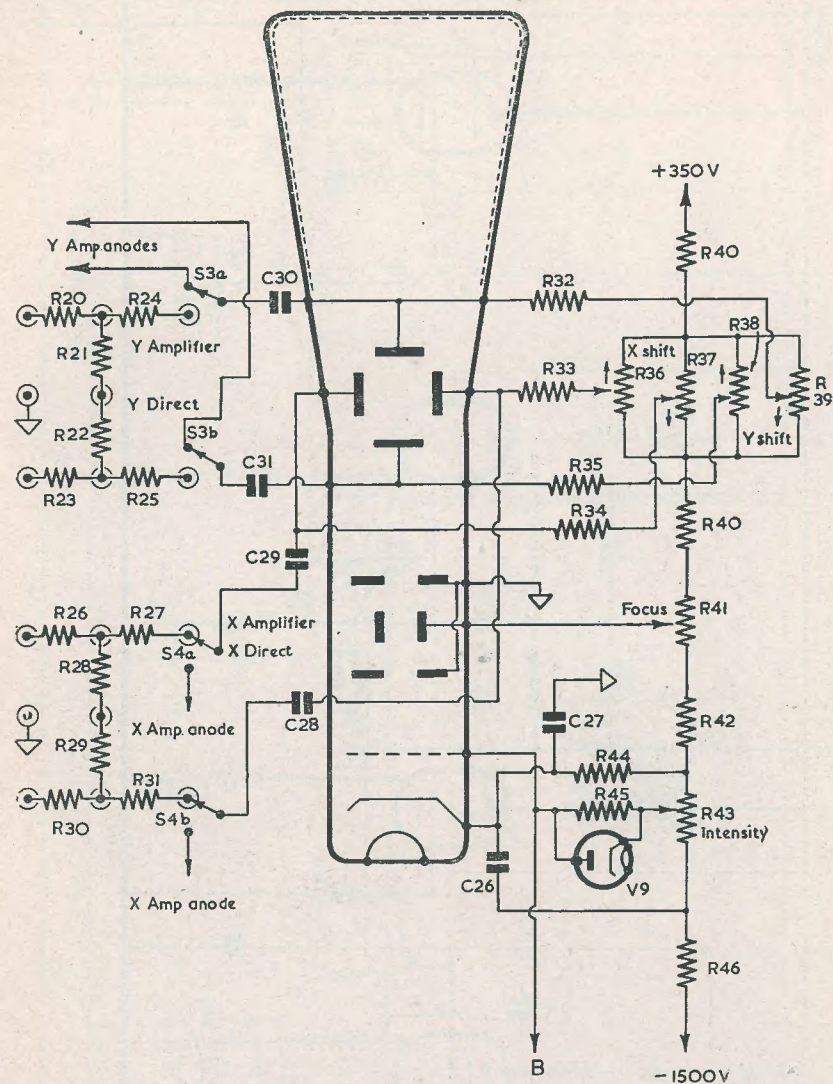 +350V
R40
Y Amp.anodes
S3a
C30
R32
R20
R24
R38
X shift
R37
R21
Y Amplifier
R33
R36
R
39
Y Direct
R22
S3b
Y shift
R23
R25
C31
R35
R34
R40
C29
R26
R27
X Amplifier
Focus
R41
S4a
X Direct
R28
C28
C27
R42
X Amp. anode
R29
R44
R31
R45
R43
R30
S4b
Intensity
C26
V9
X Amp anode
R46
B
-1500V